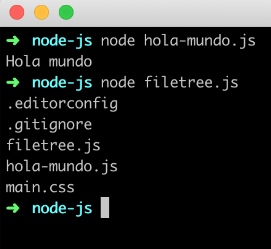 ➜ node-js node hola-mundo.js
Hola mundo
➜ node-js node filetree.js
.editorconfig
.gitignore
filetree.js
hola-mundo.js
main.css
➜ node-js